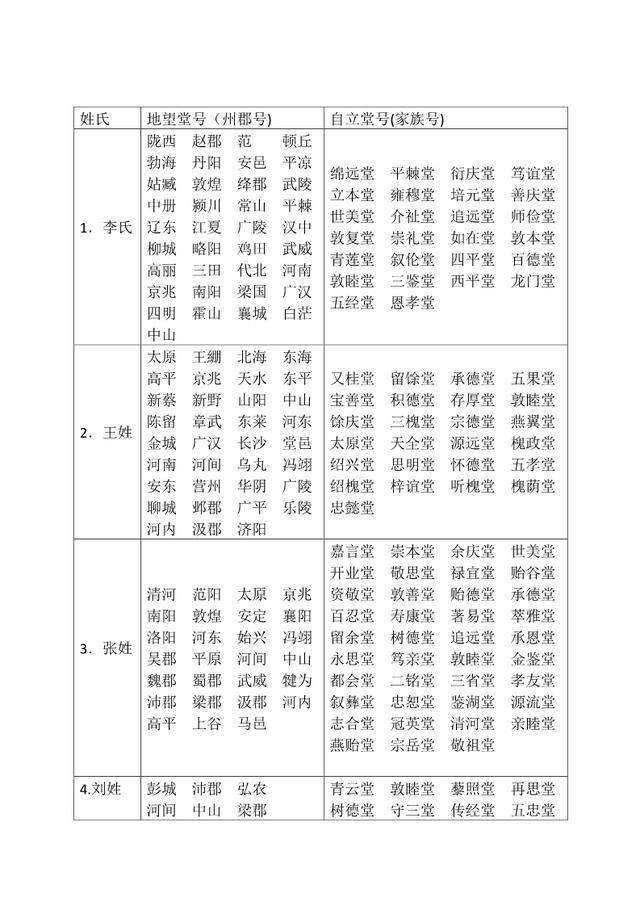 姓氏 地望堂号（州郡号) 自立堂号(家族号)
1．李氏
陇西 赵郡 范 顿丘
勃海 丹阳 安邑 平凉
姑臧 敦煌 绛郡 武陵
中册 颍川 常山 平棘
辽东 江夏 广陵 汉中
柳城 略阳 鸡田 武威
高丽 三田 代北 河南
京兆 南阳 梁国 广汉
四明 霍山 襄城 白茫
中山
绵远堂 平棘堂 衍庆堂 笃谊堂
立本堂 雍穆堂 培元堂 善庆堂
世美堂 介祉堂 追远堂 师俭堂
敦复堂 崇礼堂 如在堂 敦本堂
青莲堂 叙伦堂 四平堂 百德堂
敦睦堂 三鉴堂 西平堂 龙门堂
五经堂 恩孝堂
2．王姓
太原 王綳 北海 东海
高平 京兆 天水 东平
新蔡 新野 山阳 中山
陈留 章武 东莱 河东
金城 广汉 长沙 堂邑
河南 河间 乌丸 冯翊
安东 营州 华阴 广陵
聊城 邺郡 广平 乐陵
河内 汲郡 济阳
又桂堂 留馀堂 承德堂 五果堂
宝善堂 积德堂 存厚堂 敦睦堂
馀庆堂 三槐堂 宗德堂 燕翼堂
太原堂 天全堂 源远堂 槐政堂
绍兴堂 思明堂 怀德堂 五孝堂
绍槐堂 梓谊堂 听槐堂 槐荫堂
忠懿堂
3．张姓
清河 范阳 太原 京兆
南阳 敦煌 安定 襄阳
洛阳 河东 始兴 冯翊
吴郡 平原 河间 中山
魏郡 蜀郡 武威 犍为
沛郡 梁郡 汲郡 河内
高平 上谷 马邑
嘉言堂 崇本堂 余庆堂 世美堂
开业堂 敬思堂 禄宜堂 贻谷堂
资敬堂 敦善堂 贻德堂 承德堂
百忍堂 寿康堂 著易堂 萃雅堂
留余堂 树德堂 追远堂 承恩堂
永思堂 笃亲堂 敦睦堂 金鉴堂
都会堂 二铭堂 三省堂 孝友堂
叙彝堂 忠恕堂 鉴湖堂 源流堂
志合堂 冠英堂 清河堂 亲睦堂
燕贻堂 宗岳堂 敬祖堂
4.刘姓
彭城 沛郡 弘农
河间 中山 梁郡
青云堂 敦睦堂 藜照堂 再思堂
树德堂 守三堂 传经堂 五忠堂